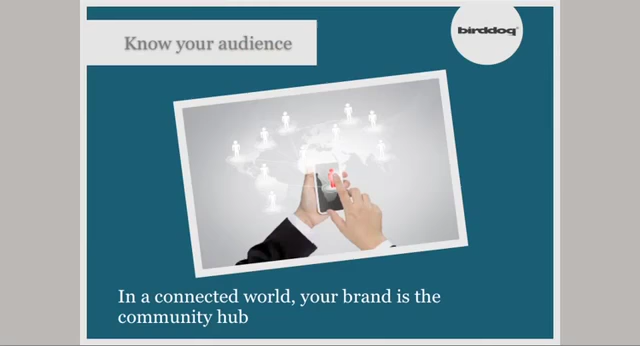 Know your audience
birddog
In a connected world, your brand is the
community hub